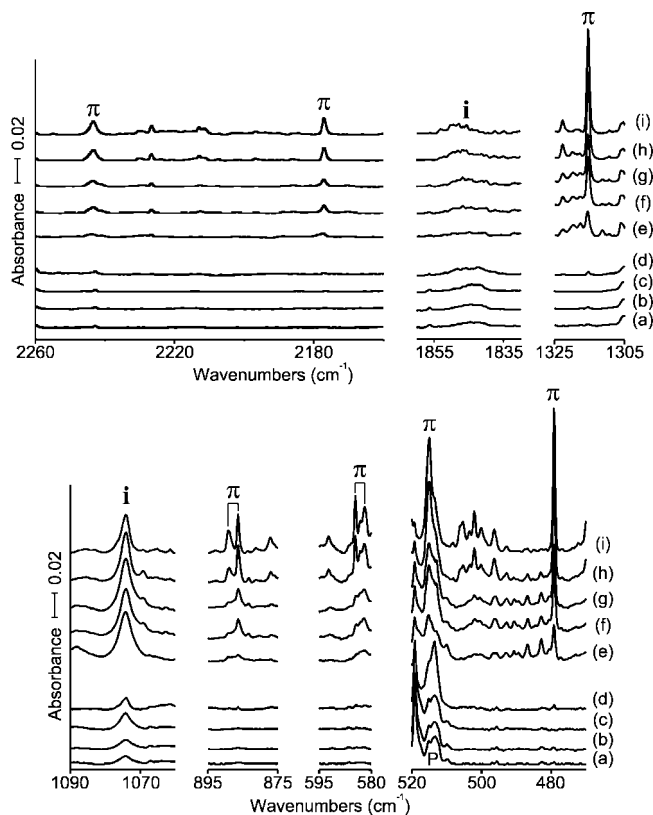 π
π π i (i)
(h)
(g)
(f)
(e)
(d)
(c)
(b)
(a)
Absorbance 0.02
2260 2220 2180 1855 1835 1325 1305
Wavenumbers (cm⁻¹)
π π
i π π
(i)
(h)
(g)
(f)
(e)
(d)
(c)
(b)
P (a)
Absorbance 0.02
1090 1070 895 875 595 580 520 500 480
Wavenumbers (cm⁻¹)